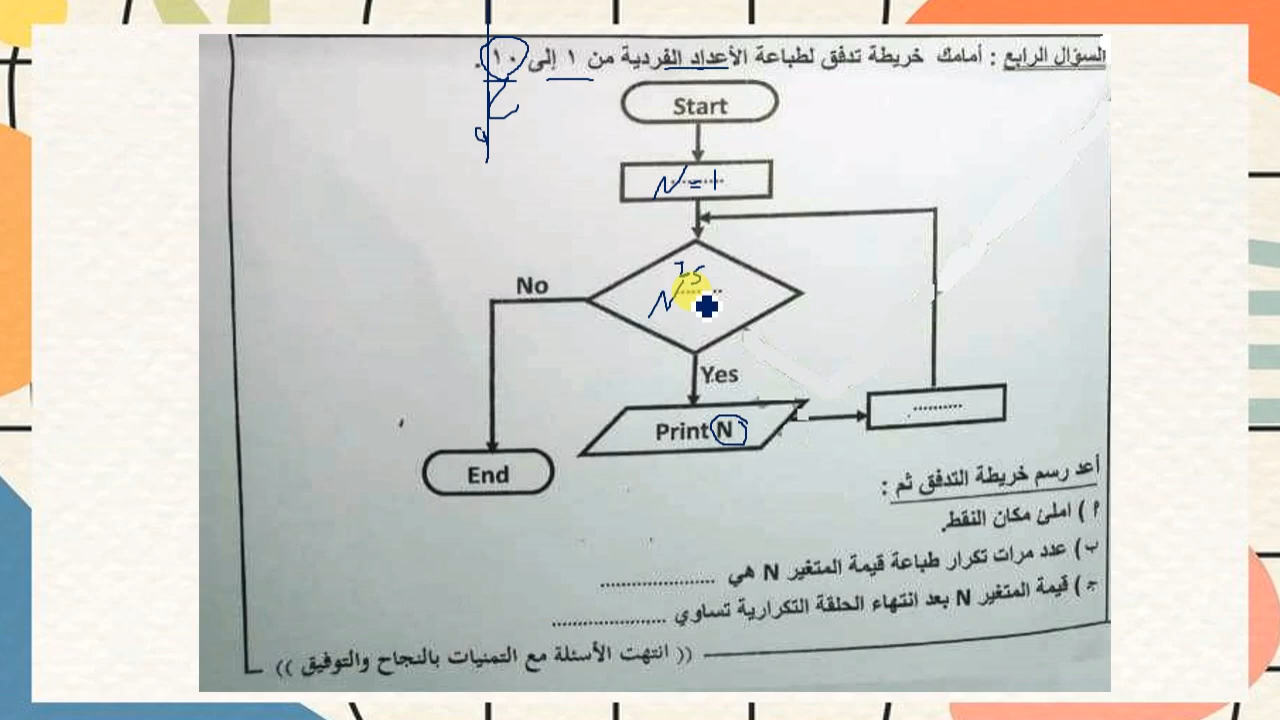 السؤال الرابع : أمامك خريطة تدفق لطباعة الأعداد الفردية من ١ إلى ١٠ .
Start
N = 1
Is
N
No
Yes
Print N
..........
End
أعد رسم خريطة التدفق ثم :
أ ) املئ مكان النقط.
ب) عدد مرات تكرار طباعة قيمة المتغير N هي .....................
ج) قيمة المتغير N بعد انتهاء الحلقة التكرارية تساوي .....................
(( انتهت الأسئلة مع التمنيات بالنجاح والتوفيق ))